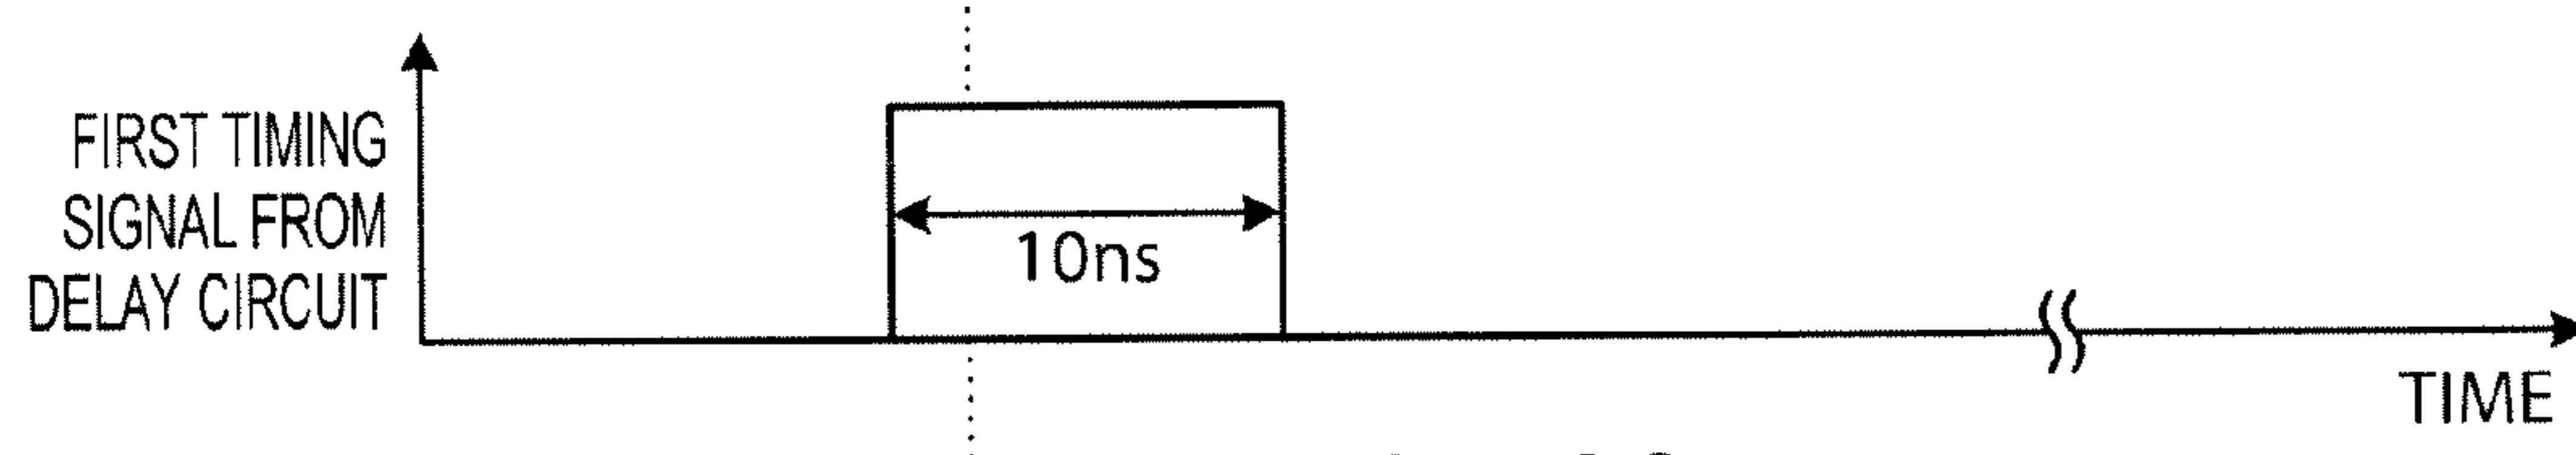 FIRST TIMING
SIGNAL FROM
DELAY CIRCUIT
10ns
TIME